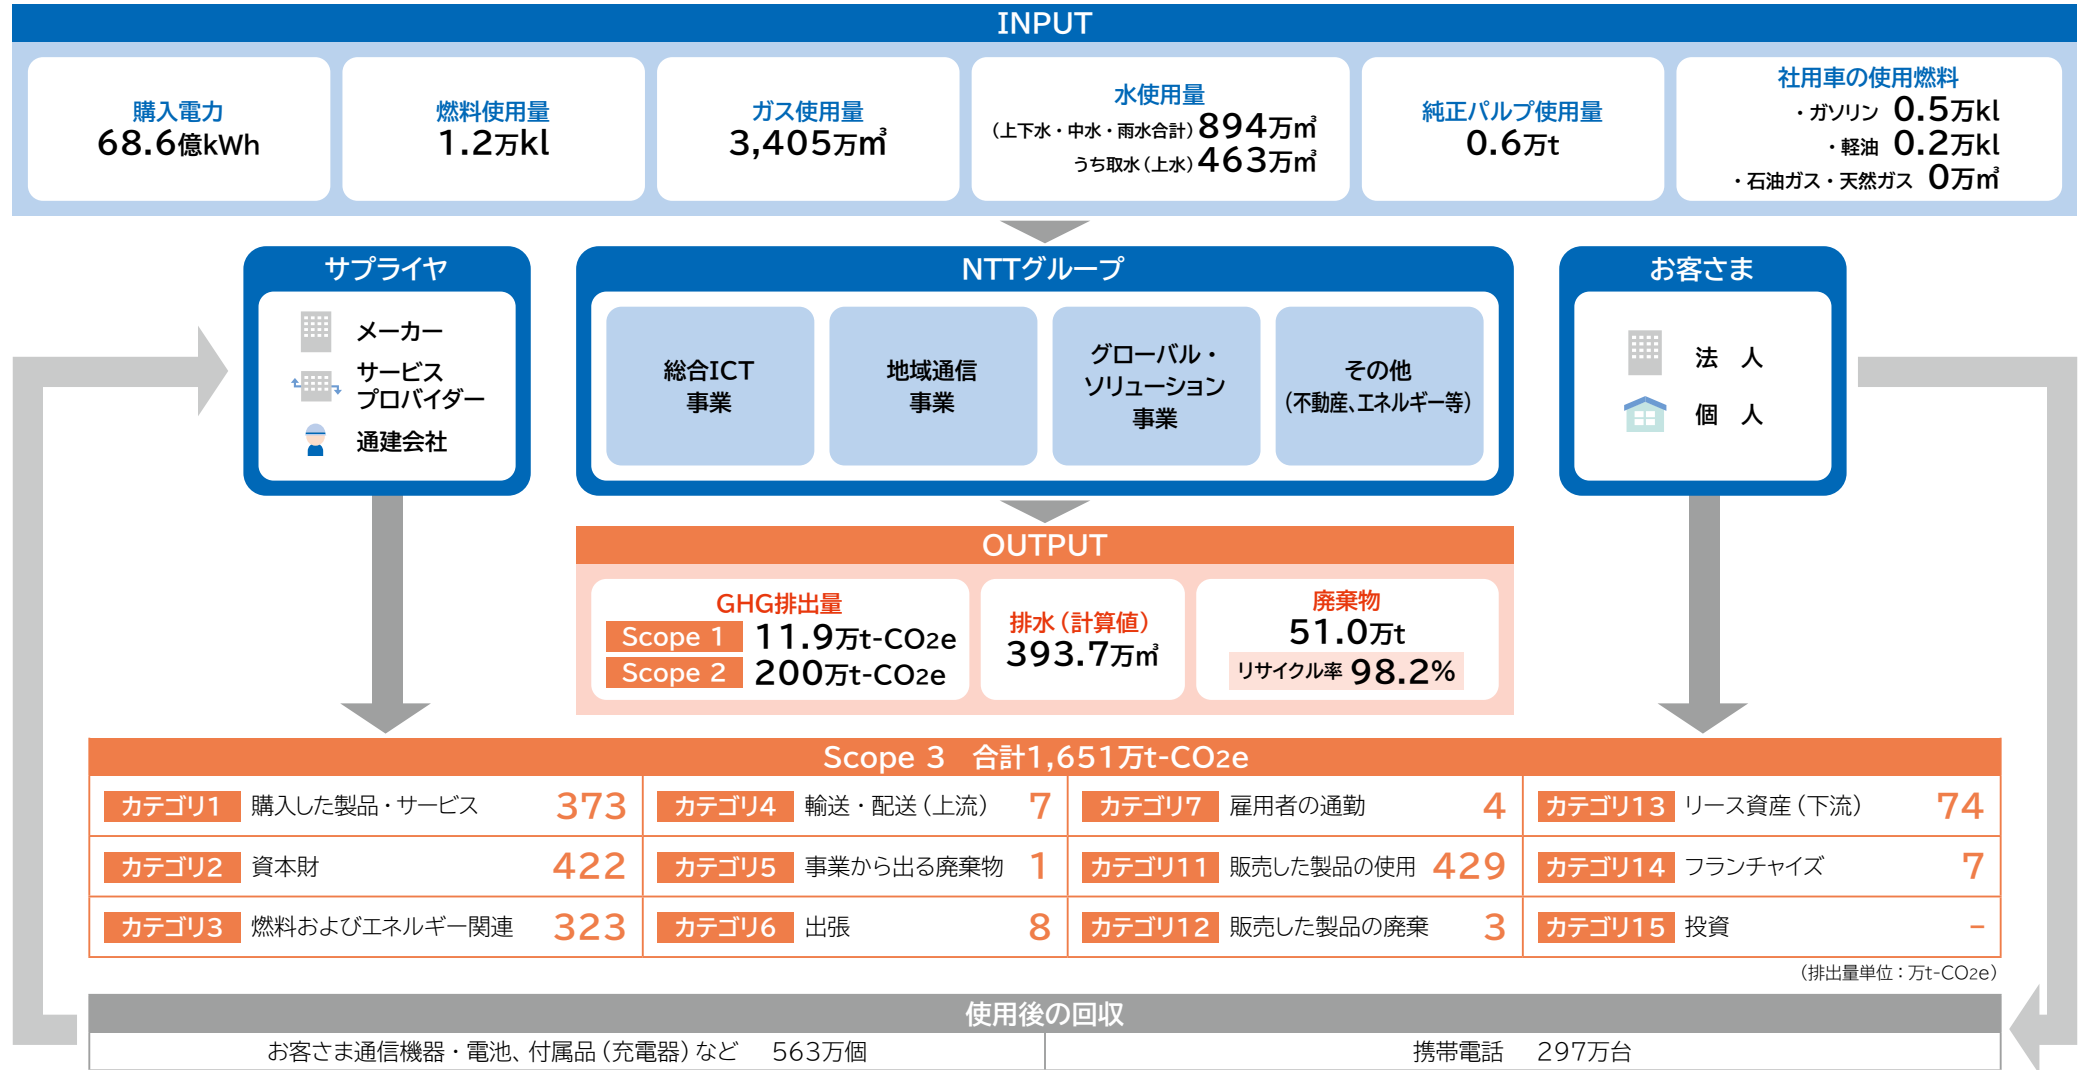 INPUT
購入電力
68.6億kWh
燃料使用量
1.2万kl
ガス使用量
3,405万㎥
水使用量
(上下水・中水・雨水合計) 894万㎥
うち取水(上水) 463万㎥
純正パルプ使用量
0.6万t
社用車の使用燃料
・ガソリン 0.5万kl
・軽油 0.2万kl
・石油ガス・天然ガス 0万㎥
サプライヤ
メーカー
サービス
プロバイダー
通建会社
NTTグループ
総合ICT
事業
地域通信
事業
グローバル・
ソリューション
事業
その他
(不動産、エネルギー等)
お客さま
法 人
個 人
OUTPUT
GHG排出量
Scope 1 11.9万t-CO2e
Scope 2 200万t-CO2e
排水(計算値)
393.7万㎥
廃棄物
51.0万t
リサイクル率 98.2%
Scope 3 合計1,651万t-CO2e
カテゴリ1 購入した製品・サービス 373
カテゴリ4 輸送・配送(上流) 7
カテゴリ7 雇用者の通勤 4
カテゴリ13 リース資産(下流) 74
カテゴリ2 資本財 422
カテゴリ5 事業から出る廃棄物 1
カテゴリ11 販売した製品の使用 429
カテゴリ14 フランチャイズ 7
カテゴリ3 燃料およびエネルギー関連 323
カテゴリ6 出張 8
カテゴリ12 販売した製品の廃棄 3
カテゴリ15 投資 －
(排出量単位：万t-CO2e)
使用後の回収
お客さま通信機器・電池、付属品(充電器)など 563万個
携帯電話 297万台